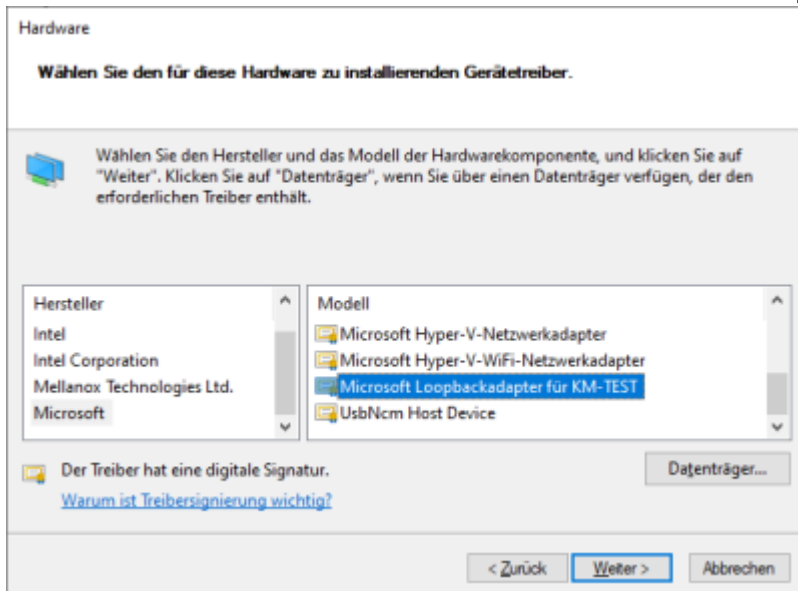 Hardware
Wählen Sie den für diese Hardware zu installierenden Gerätetreiber.
Wählen Sie den Hersteller und das Modell der Hardwarekomponente, und klicken Sie auf
"Weiter". Klicken Sie auf "Datenträger", wenn Sie über einen Datenträger verfügen, der den
erforderlichen Treiber enthält.
Hersteller
Intel
Intel Corporation
Mellanox Technologies Ltd.
Microsoft
Modell
Microsoft Hyper-V-Netzwerkadapter
Microsoft Hyper-V-WiFi-Netzwerkadapter
Microsoft Loopbackadapter für KM-TEST
UsbNcm Host Device
Der Treiber hat eine digitale Signatur.
Warum ist Treibersignierung wichtig?
Datenträger...
< Zurück
Weiter >
Abbrechen